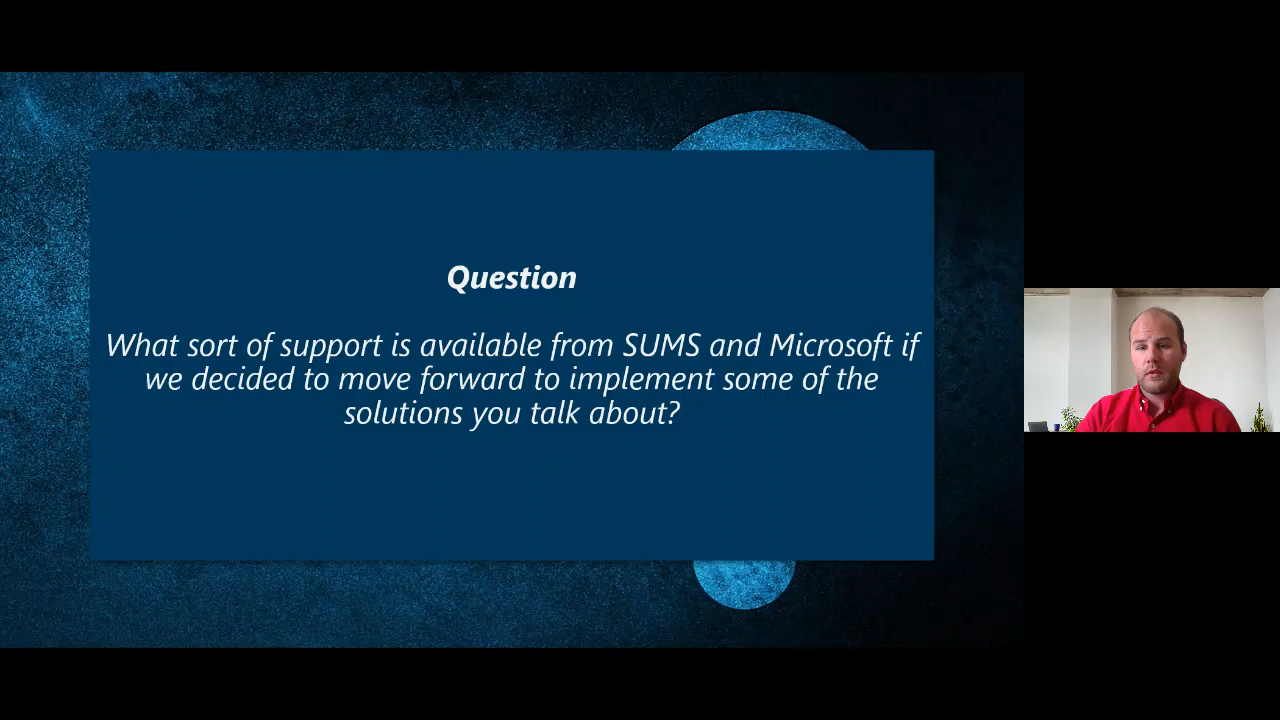 Question
What sort of support is available from SUMS and Microsoft if
we decided to move forward to implement some of the
solutions you talk about?